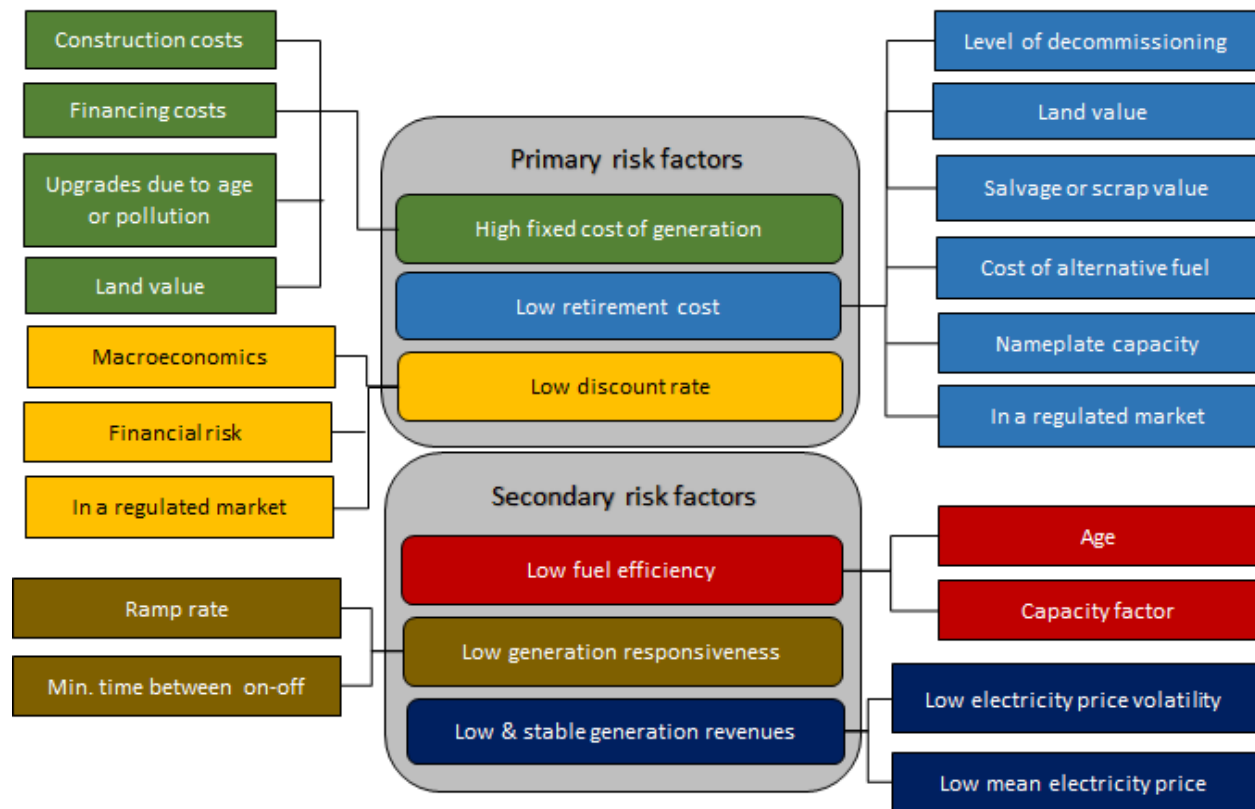 Construction costs
Financing costs
Upgrades due to age
or pollution
Land value
Macroeconomics
Financial risk
In a regulated market
Ramp rate
Min. time between on-off
Primary risk factors
High fixed cost of generation
Low retirement cost
Low discount rate
Secondary risk factors
Low fuel efficiency
Low generation responsiveness
Low & stable generation revenues
Level of decommissioning
Land value
Salvage or scrap value
Cost of alternative fuel
Nameplate capacity
In a regulated market
Age
Capacity factor
Low electricity price volatility
Low mean electricity price